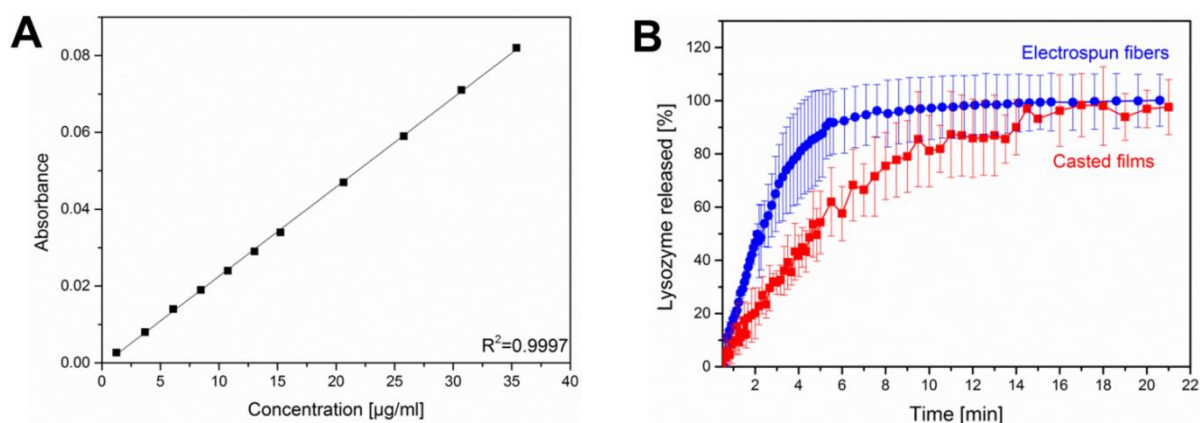 A
0.08
0.06
0.04
0.02
0.00
Absorbance
R²=0.9997
0 5 10 15 20 25 30 35 40
Concentration [µg/ml]
B
120
100
80
60
40
20
0
Lysozyme released [%]
Electrospun fibers
Casted films
2 4 6 8 10 12 14 16 18 20 22
Time [min]